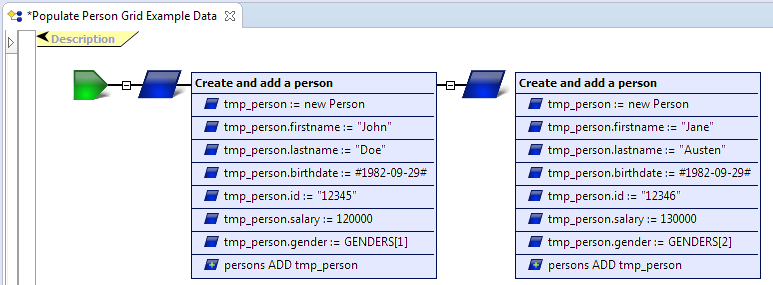 *Populate Person Grid Example Data
Description
Create and add a person
tmp_person := new Person
tmp_person.firstname := "John"
tmp_person.lastname := "Doe"
tmp_person.birthdate := #1982-09-29#
tmp_person.id := "12345"
tmp_person.salary := 120000
tmp_person.gender := GENDERS[1]
persons ADD tmp_person
Create and add a person
tmp_person := new Person
tmp_person.firstname := "Jane"
tmp_person.lastname := "Austen"
tmp_person.birthdate := #1982-09-29#
tmp_person.id := "12346"
tmp_person.salary := 130000
tmp_person.gender := GENDERS[2]
persons ADD tmp_person